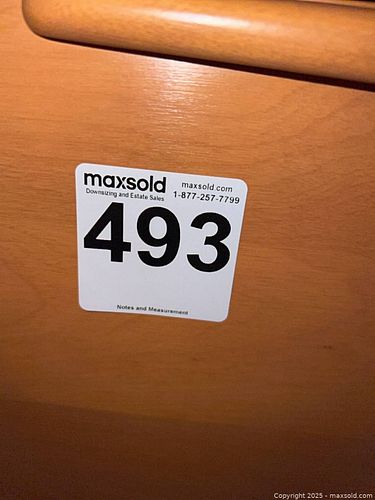 maxsold
Downsizing and Estate Sales
maxsold.com
1-877-257-7799
493
Notes and Measurement
Copyright 2025 - maxsold.com